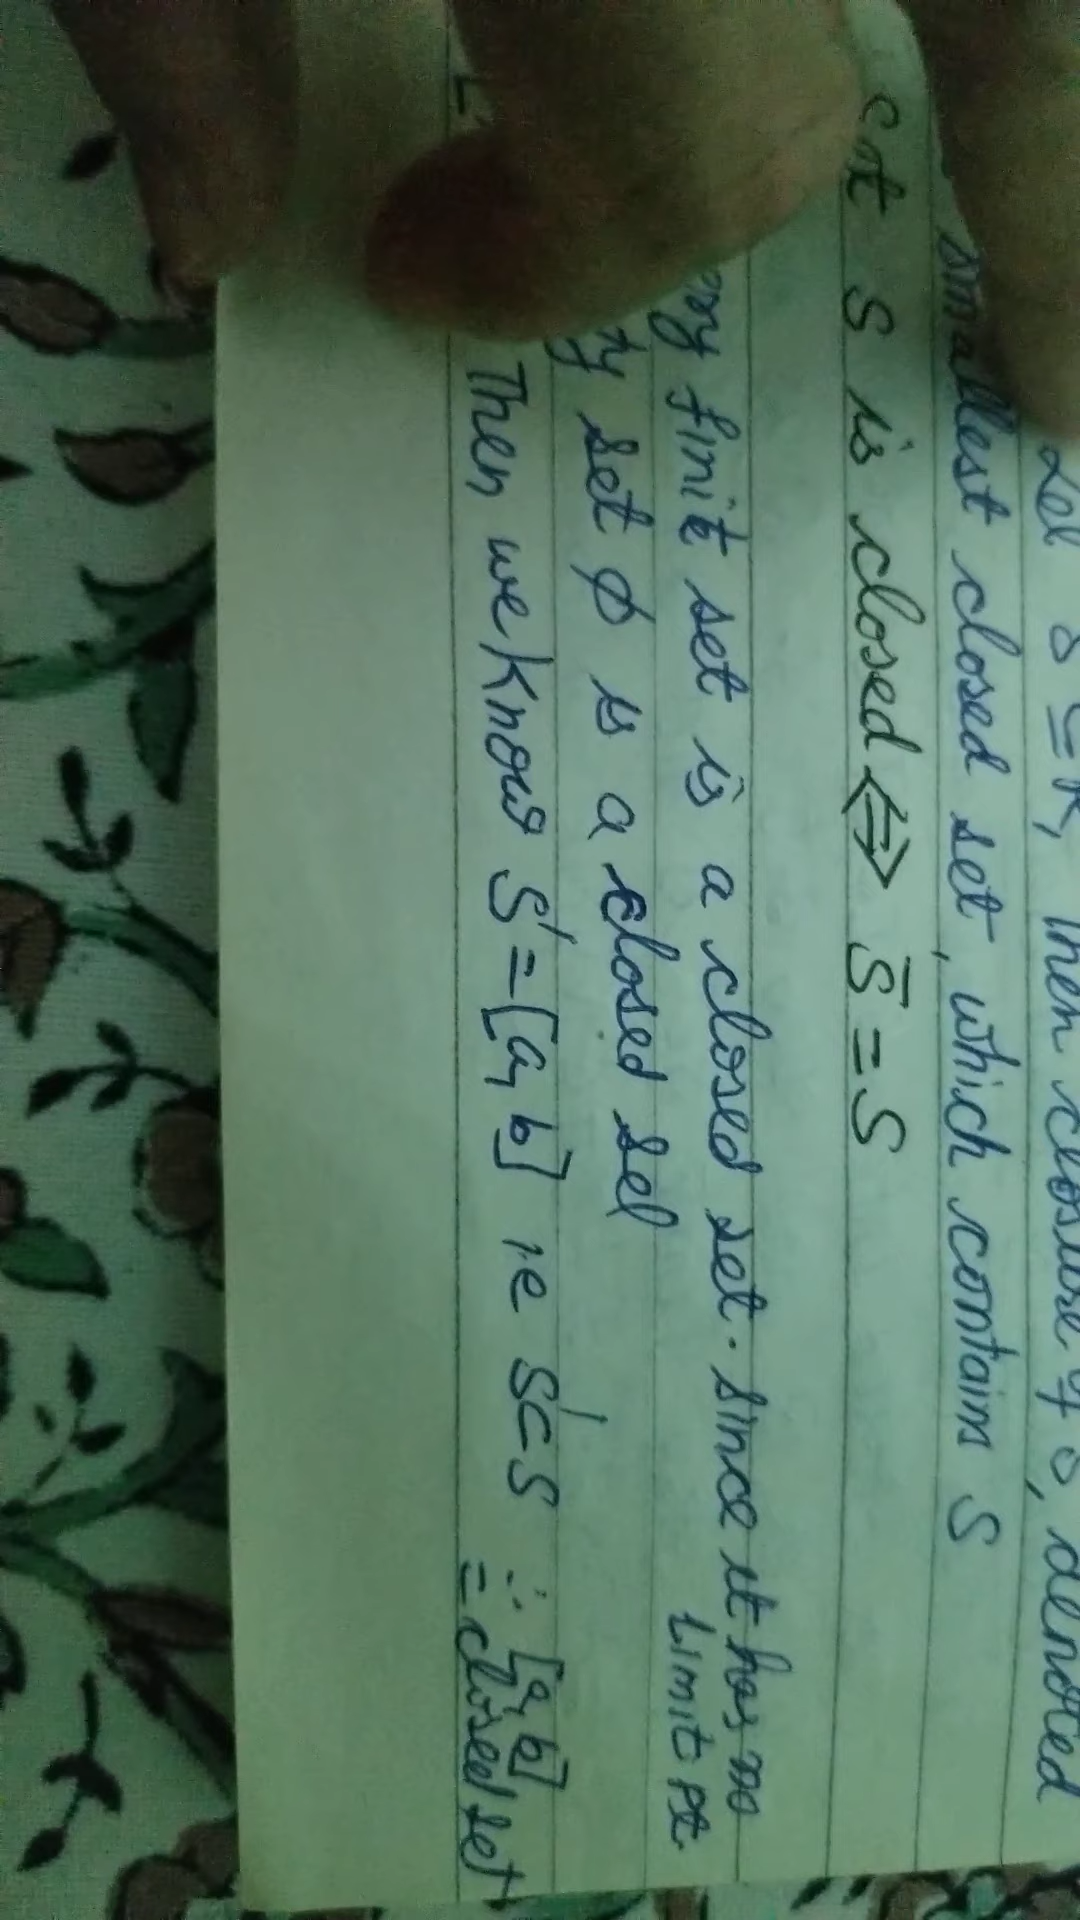 S ⊆ R, then closure of S, denoted
smallest closed set, which contains S
S is closed ⇔ S̄ = S
finite set is a closed set. since it has no
Limit pt
set φ is a closed set
Then we know S' = [a, b] ie S' ⊂ S ∴ [a, b]
= closed set